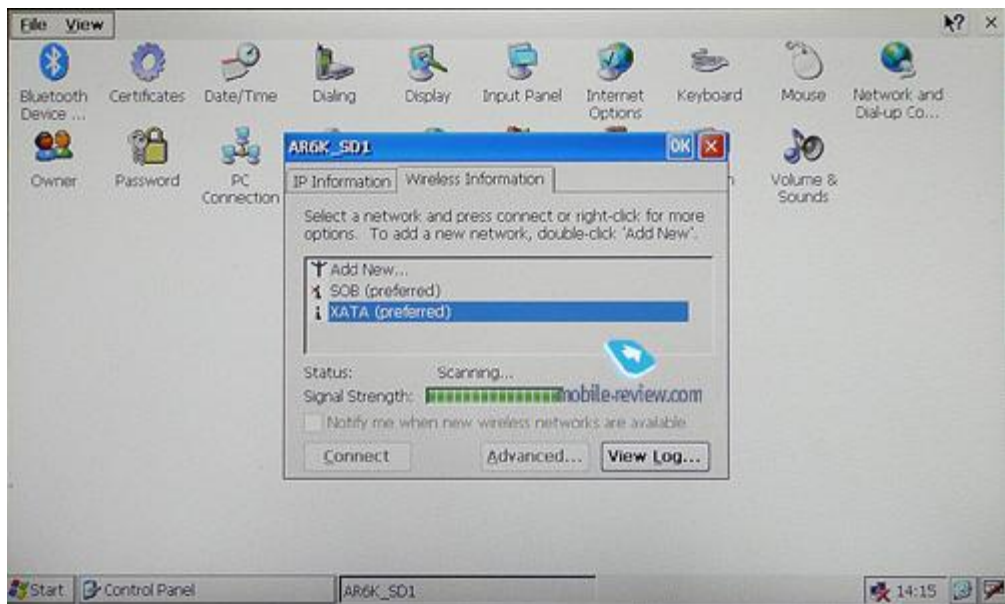 File View
Bluetooth Device ...
Certificates
Date/Time
Dialing
Display
Input Panel
Internet Options
Keyboard
Mouse
Network and Dial-up Co...
Owner
Password
PC Connection
Volume & Sounds
AR6K_SD1 OK
IP Information Wireless Information
Select a network and press connect or right-click for more
options. To add a new network, double-click 'Add New'.
Add New...
SOB (preferred)
XATA (preferred)
Status: Scanning...
Signal Strength:
mobile-review.com
Notify me when new wireless networks are available
Connect Advanced... View Log...
Start Control Panel AR6K_SD1 14:15